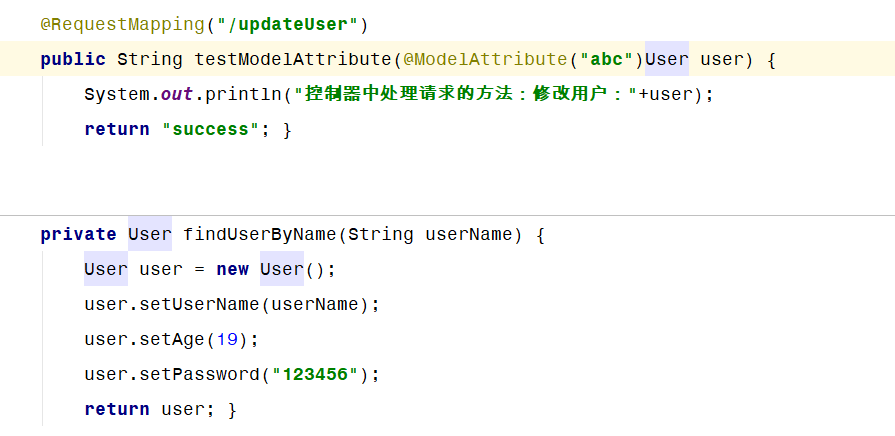 @RequestMapping("/updateUser")
public String testModelAttribute(@ModelAttribute("abc")User user) {
System.out.println("控制器中处理请求的方法：修改用户："+user);
return "success"; }
private User findUserByName(String userName) {
User user = new User();
user.setUserName(userName);
user.setAge(19);
user.setPassword("123456");
return user; }